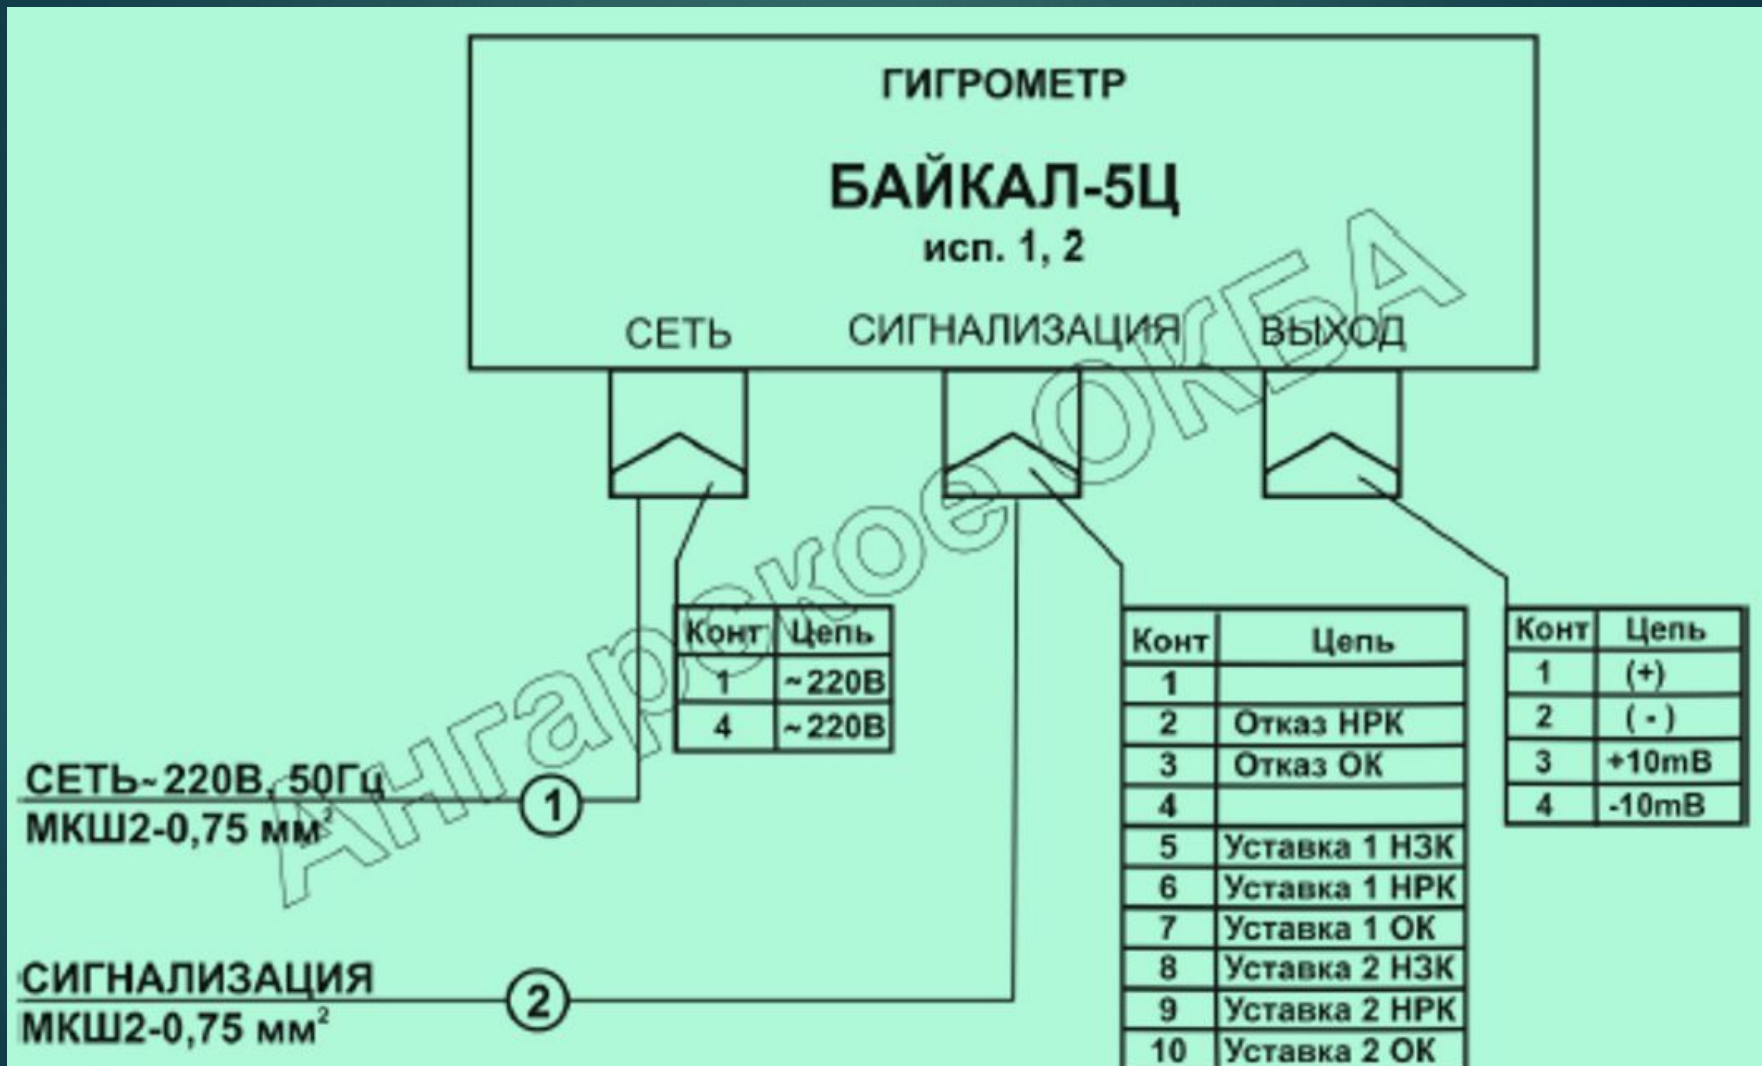 ГИГРОМЕТР
БАЙКАЛ-5Ц
исп. 1, 2
СЕТЬ СИГНАЛИЗАЦИЯ ВЫХОД
Ангарское ОКБА
Конт Цепь
1 ~220В
4 ~220В
Конт Цепь
1
2 Отказ НРК
3 Отказ ОК
4
5 Уставка 1 НЗК
6 Уставка 1 НРК
7 Уставка 1 ОК
8 Уставка 2 НЗК
9 Уставка 2 НРК
10 Уставка 2 ОК
Конт Цепь
1 (+)
2 (-)
3 +10mB
4 -10mB
СЕТЬ~220В, 50Гц
МКШ2-0,75 мм²
1
СИГНАЛИЗАЦИЯ
МКШ2-0,75 мм²
2